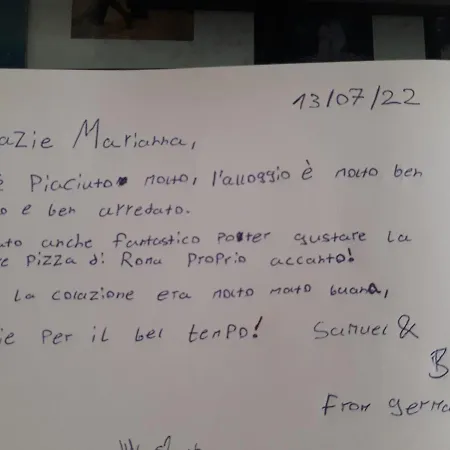 13/07/22
azie Marianna,
è Piaciuto molto, l'alloggio è molto ben
o e ben arredato.
ato anche fantastico poter gustare la
e pizza di Roma proprio accanto!
la colazione era molto molto buona,
ie per il bel tempo! Samuel &
B
From germa